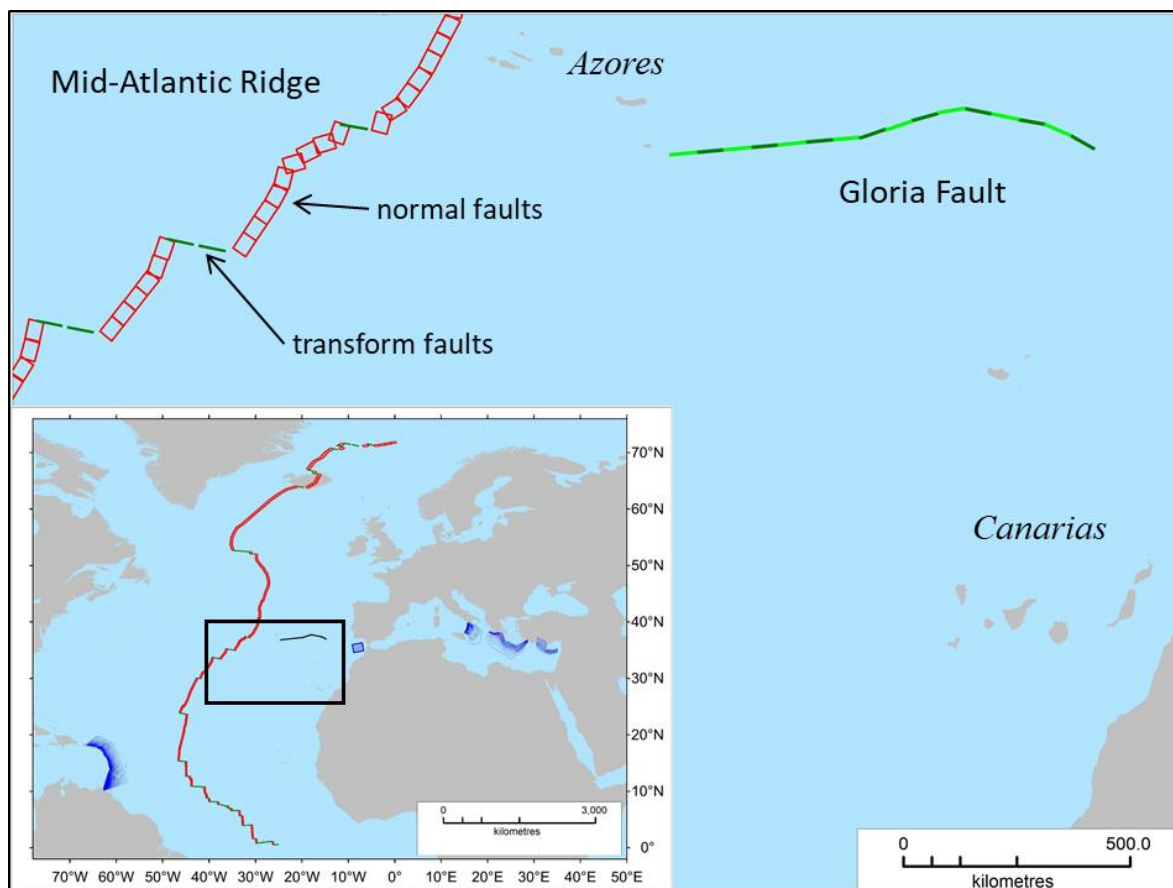 Azores
Mid-Atlantic Ridge
Gloria Fault
normal faults
transform faults
70°N
60°N
50°N
Canarias
40°N
30°N
20°N
10°N
0 3,000
kilometres
0°
0 500.0
kilometres
70°W 60°W 50°W 40°W 30°W 20°W 10°W 0° 10°E 20°E 30°E 40°E 50°E